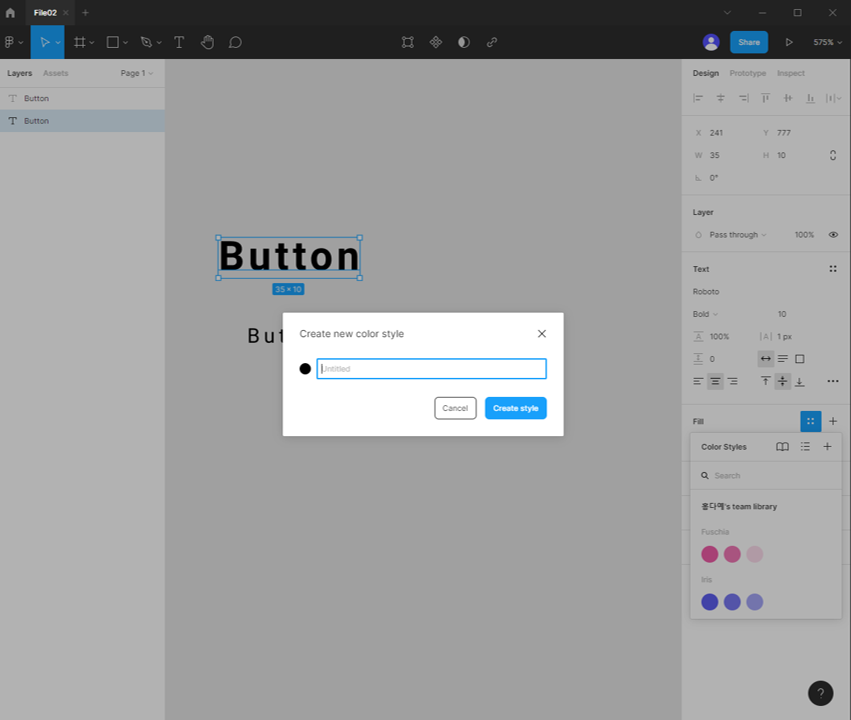 File02
Share
575%
Layers
Assets
Page 1
Design
Prototype
Inspect
Button
Button
X 241
Y 777
W 35
H 10
0°
Layer
Pass through
100%
Text
Roboto
Bold
10
100%
|A| 1 px
0
Fill
Color Styles
Search
홍다예's team library
Fuschia
Iris
Button
35 × 10
But
Create new color style
Untitled
Cancel
Create style
?